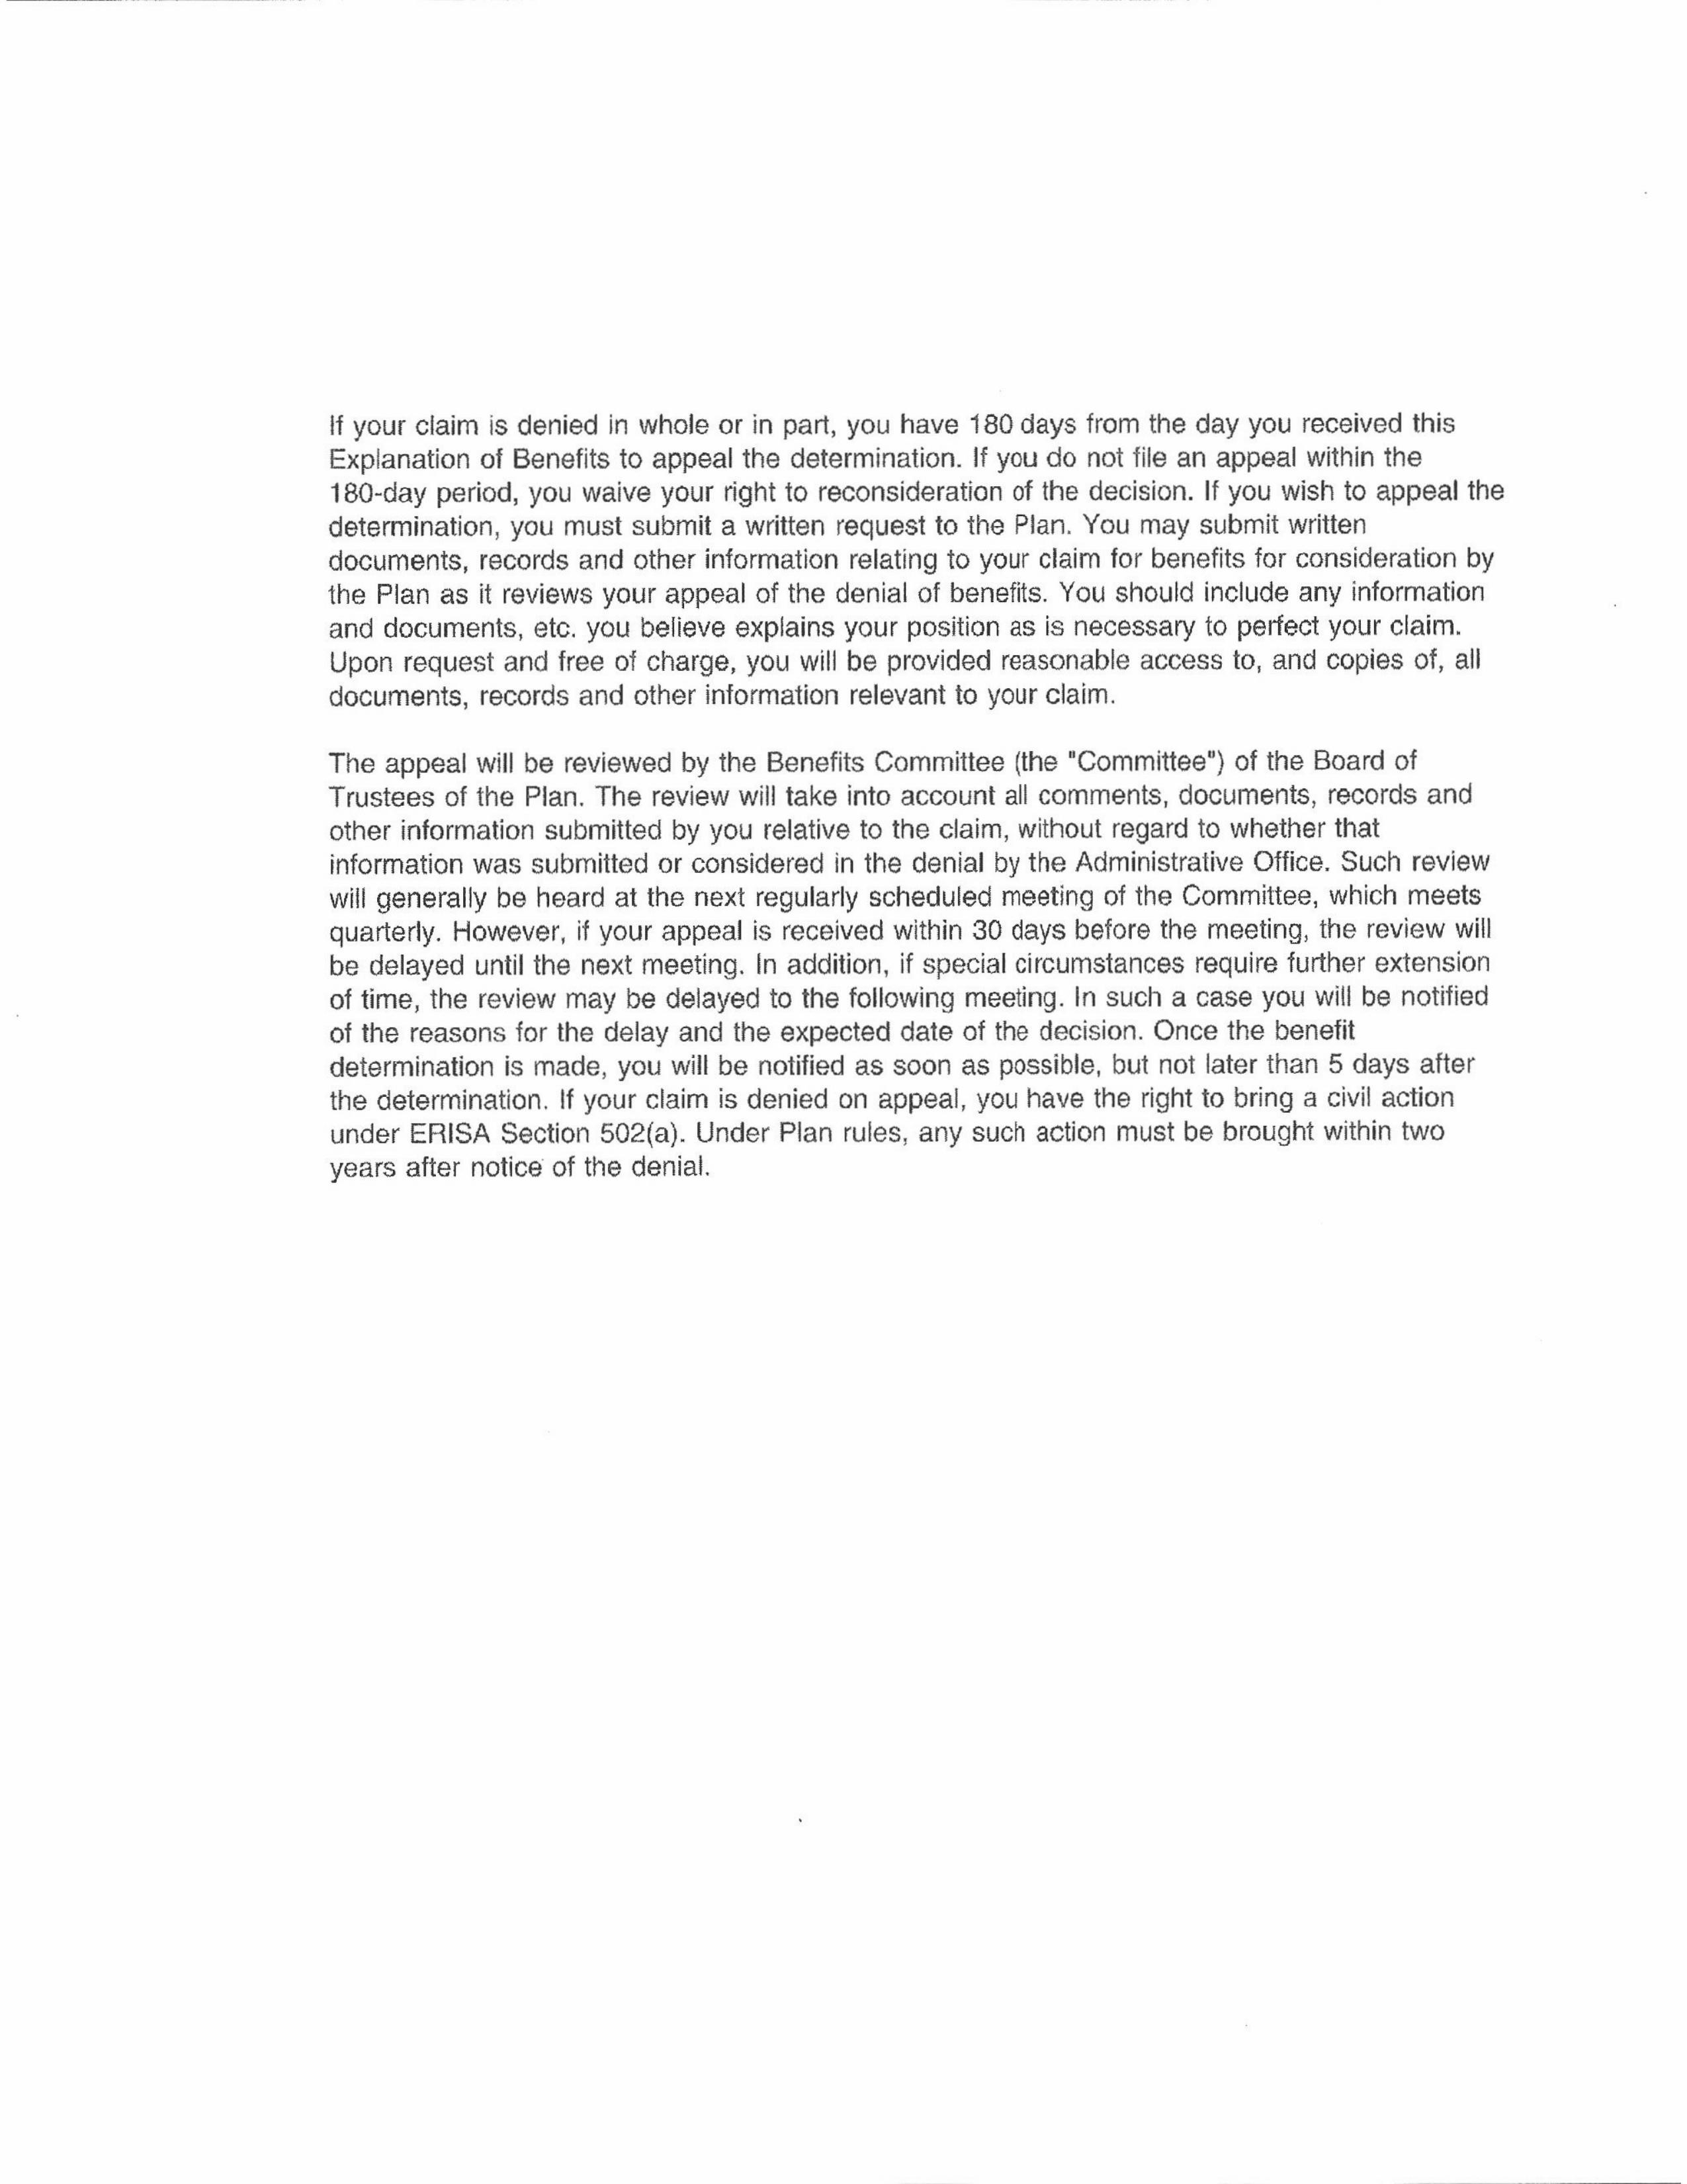 If your claim is denied in whole or in part, you have 180 days from the day you received this
Explanation of Benefits to appeal the determination. If you do not file an appeal within the
180-day period, you waive your right to reconsideration of the decision. If you wish to appeal the
determination, you must submit a written request to the Plan. You may submit written
documents, records and other information relating to your claim for benefits for consideration by
the Plan as it reviews your appeal of the denial of benefits. You should include any information
and documents, etc. you believe explains your position as is necessary to perfect your claim.
Upon request and free of charge, you will be provided reasonable access to, and copies of, all
documents, records and other information relevant to your claim.

The appeal will be reviewed by the Benefits Committee (the "Committee") of the Board of
Trustees of the Plan. The review will take into account all comments, documents, records and
other information submitted by you relative to the claim, without regard to whether that
information was submitted or considered in the denial by the Administrative Office. Such review
will generally be heard at the next regularly scheduled meeting of the Committee, which meets
quarterly. However, if your appeal is received within 30 days before the meeting, the review will
be delayed until the next meeting. In addition, if special circumstances require further extension
of time, the review may be delayed to the following meeting. In such a case you will be notified
of the reasons for the delay and the expected date of the decision. Once the benefit
determination is made, you will be notified as soon as possible, but not later than 5 days after
the determination. If your claim is denied on appeal, you have the right to bring a civil action
under ERISA Section 502(a). Under Plan rules, any such action must be brought within two
years after notice of the denial.